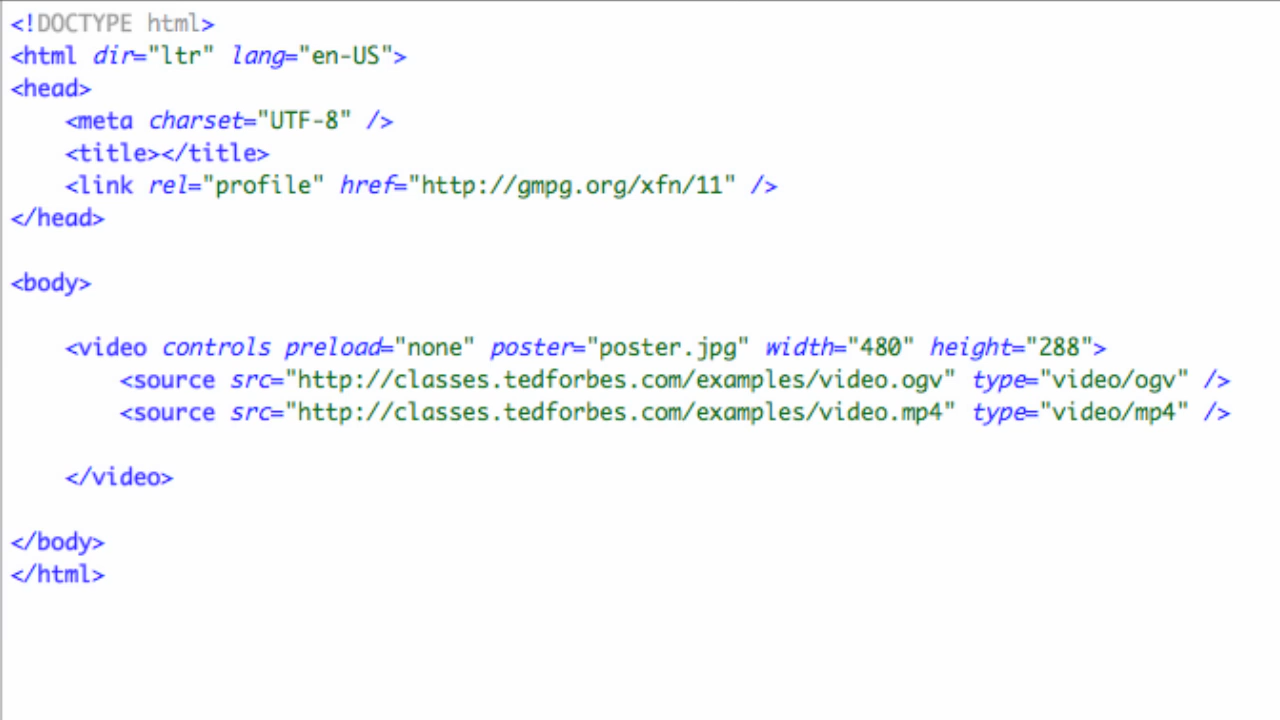 <!DOCTYPE html>
<html dir="ltr" lang="en-US">
<head>
    <meta charset="UTF-8" />
    <title></title>
    <link rel="profile" href="http://gmpg.org/xfn/11" />
</head>

<body>

    <video controls preload="none" poster="poster.jpg" width="480" height="288">
        <source src="http://classes.tedforbes.com/examples/video.ogv" type="video/ogv" />
        <source src="http://classes.tedforbes.com/examples/video.mp4" type="video/mp4" />

    </video>

</body>
</html>